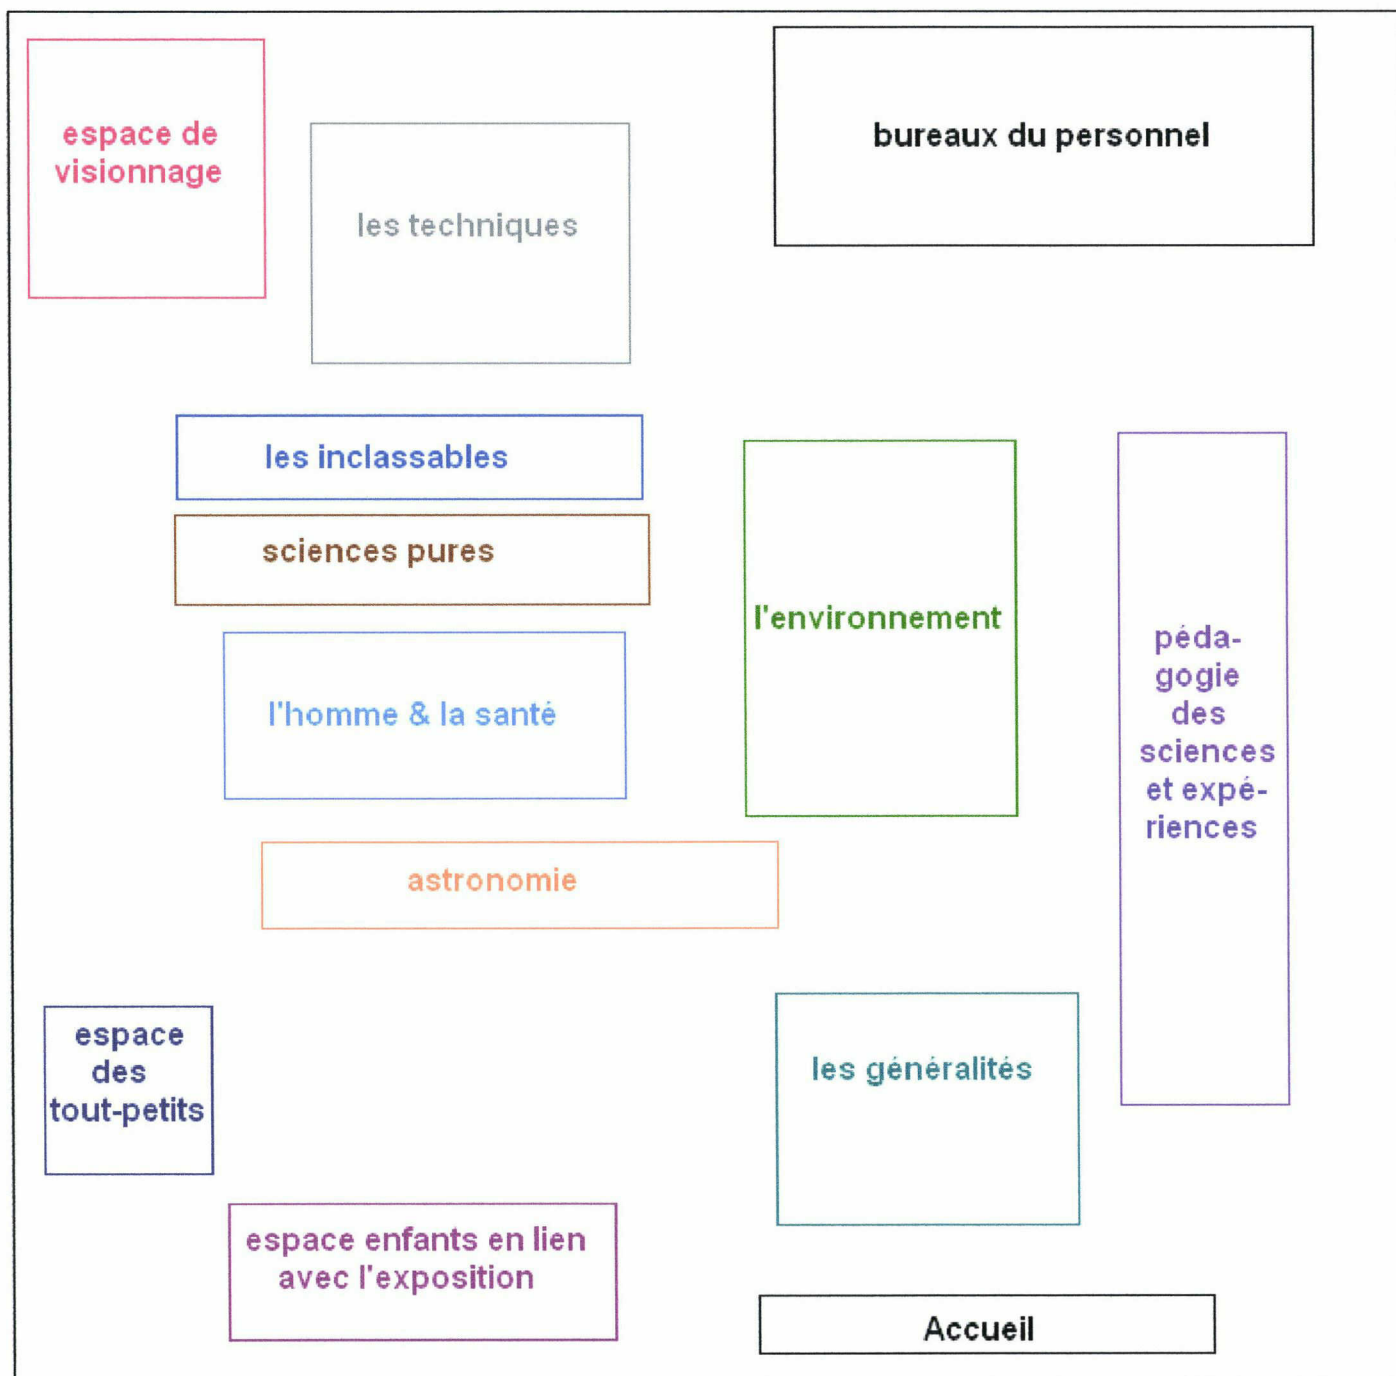 espace de
visionnage
bureaux du personnel
les techniques
les inclassables
sciences pures
l'environnement
l'homme & la santé
péda-
gogie
des
sciences
et expé-
riences
astronomie
espace
des
tout-petits
les généralités
espace enfants en lien
avec l'exposition
Accueil